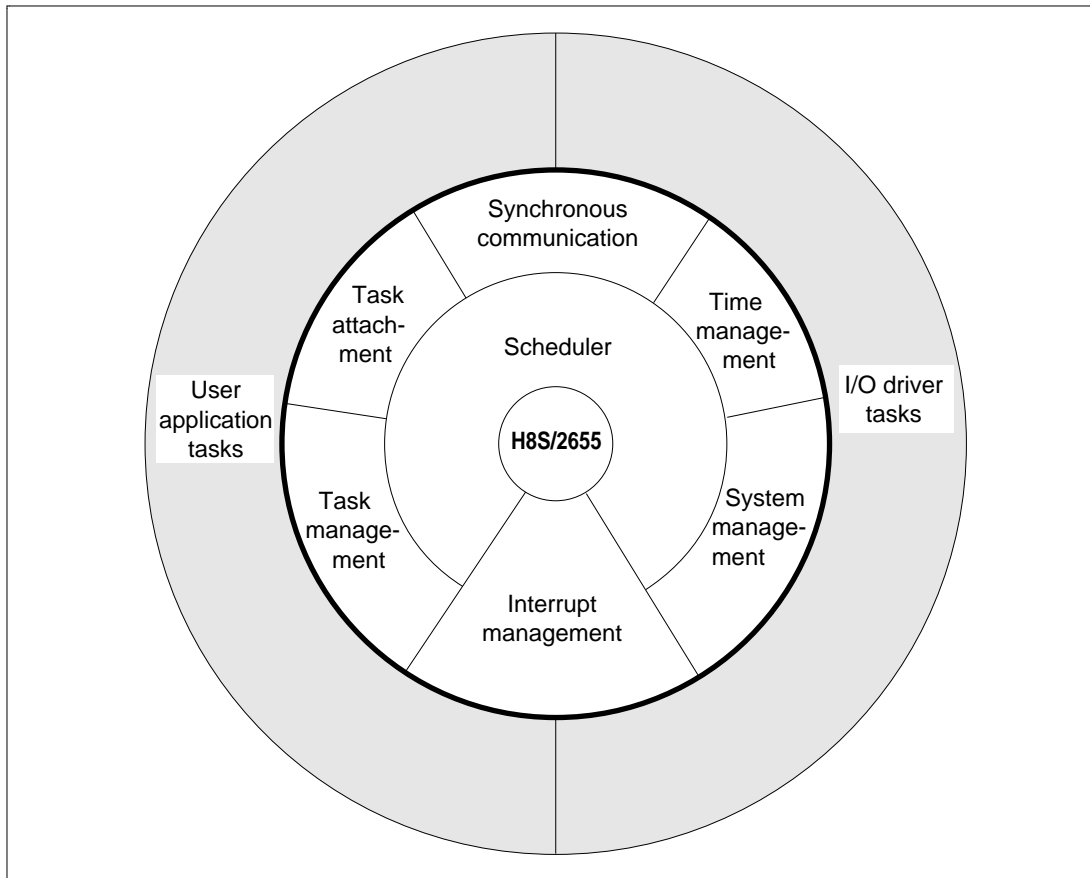 Synchronous
communication
Task
attach-
ment
Time
manage-
ment
Scheduler
User
application
tasks
I/O driver
tasks
H8S/2655
Task
manage-
ment
System
manage-
ment
Interrupt
management